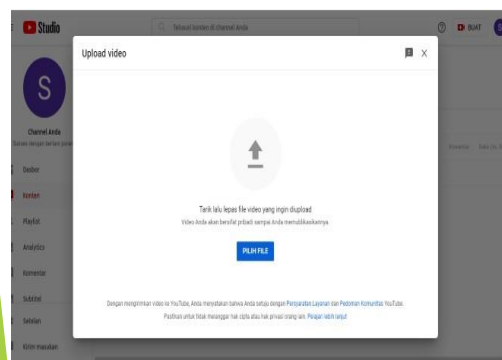 Studio
Telusuri konten di channel Anda
BUAT
Upload video
S
Channel Anda
Dasbor
Konten
Playlist
Analytics
Komentar
Subtitel
Setelan
Kirim masukan
Tarik lalu lepas file video yang ingin diupload
Video Anda akan bersifat pribadi sampai Anda memublikasikannya.
PILIH FILE
Dengan mengirimkan video ke YouTube, Anda menyatakan bahwa Anda setuju dengan Persyaratan Layanan dan Pedoman Komunitas YouTube.
Pastikan untuk tidak melanggar hak cipta atau hak privasi orang lain. Pelajari lebih lanjut